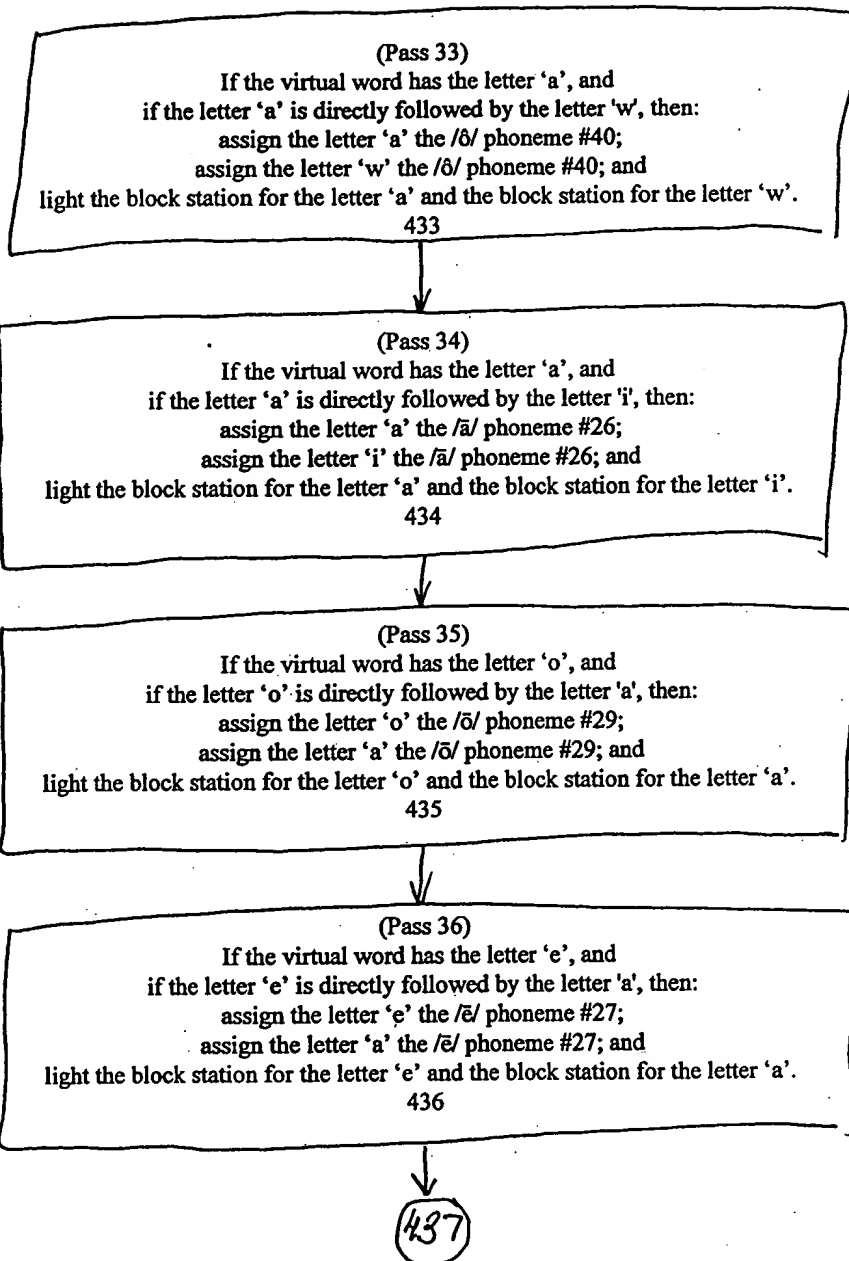 (Pass 33)
If the virtual word has the letter ‘a’, and
if the letter ‘a’ is directly followed by the letter 'w', then:
assign the letter ‘a’ the /ô/ phoneme #40;
assign the letter ‘w’ the /ô/ phoneme #40; and
light the block station for the letter ‘a’ and the block station for the letter ‘w’.
433
(Pass 34)
If the virtual word has the letter ‘a’, and
if the letter ‘a’ is directly followed by the letter 'i', then:
assign the letter ‘a’ the /ā/ phoneme #26;
assign the letter ‘i’ the /ā/ phoneme #26; and
light the block station for the letter ‘a’ and the block station for the letter ‘i’.
434
(Pass 35)
If the virtual word has the letter ‘o’, and
if the letter ‘o’ is directly followed by the letter 'a', then:
assign the letter ‘o’ the /ō/ phoneme #29;
assign the letter ‘a’ the /ō/ phoneme #29; and
light the block station for the letter ‘o’ and the block station for the letter ‘a’.
435
(Pass 36)
If the virtual word has the letter ‘e’, and
if the letter ‘e’ is directly followed by the letter 'a', then:
assign the letter ‘e’ the /ē/ phoneme #27;
assign the letter ‘a’ the /ē/ phoneme #27; and
light the block station for the letter ‘e’ and the block station for the letter ‘a’.
436
437